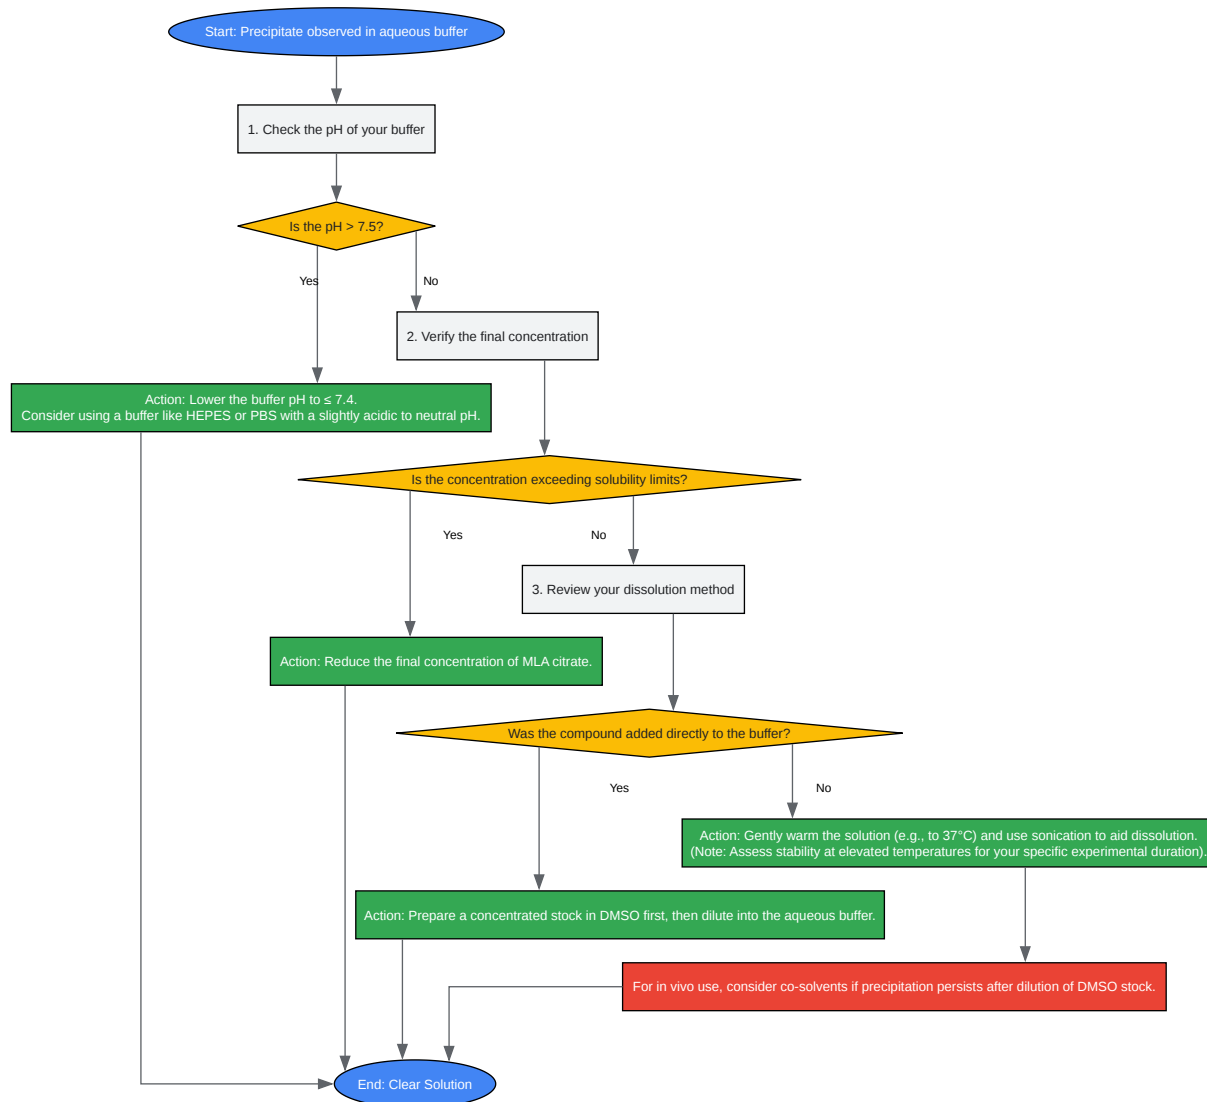 Start: Precipitate observed in aqueous buffer
1. Check the pH of your buffer
Is the pH > 7.5?
Yes
No
2. Verify the final concentration
Action: Lower the buffer pH to ≤ 7.4.
Consider using a buffer like HEPES or PBS with a slightly acidic to neutral pH.
Is the concentration exceeding solubility limits?
Yes
No
3. Review your dissolution method
Action: Reduce the final concentration of MLA citrate.
Was the compound added directly to the buffer?
Yes
No
Action: Gently warm the solution (e.g., to 37°C) and use sonication to aid dissolution.
(Note: Assess stability at elevated temperatures for your specific experimental duration).
Action: Prepare a concentrated stock in DMSO first, then dilute into the aqueous buffer.
For in vivo use, consider co-solvents if precipitation persists after dilution of DMSO stock.
End: Clear Solution